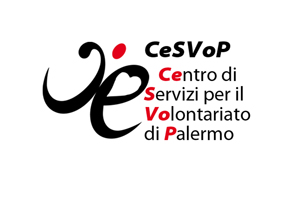 CeSVoP
Centro di
Servizi per il
Volontariato
di Palermo